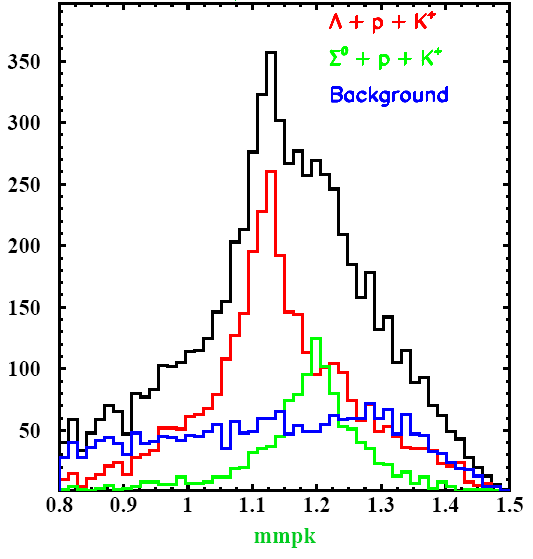 Λ + p + K⁺
Σ⁰ + p + K⁺
Background
350
300
250
200
150
100
50
0.8 0.9 1 1.1 1.2 1.3 1.4 1.5
mmpk